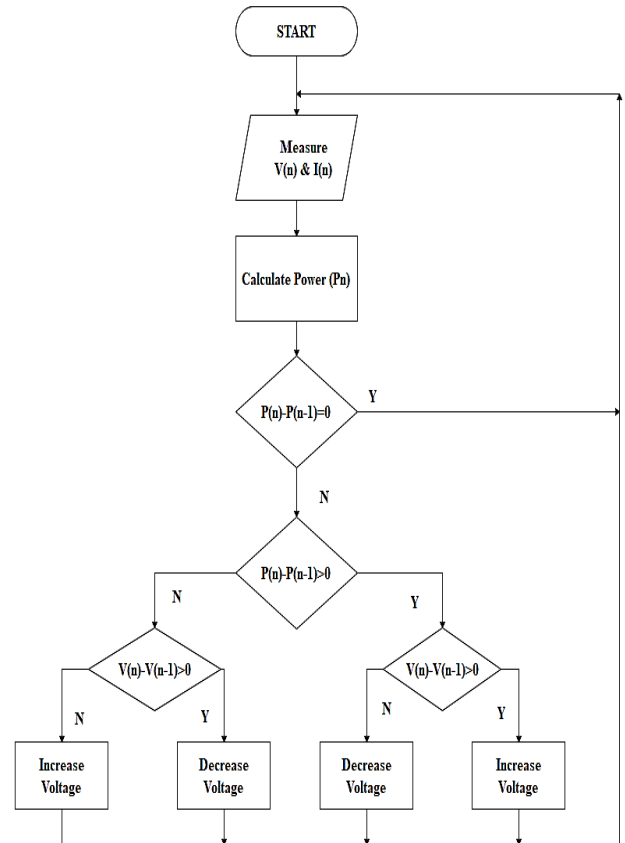 START
Measure
V(n) & I(n)
Calculate Power (Pn)
P(n)-P(n-1)=0
Y
N
P(n)-P(n-1)>0
N
Y
V(n)-V(n-1)>0
V(n)-V(n-1)>0
N
Y
N
Y
Increase
Voltage
Decrease
Voltage
Decrease
Voltage
Increase
Voltage